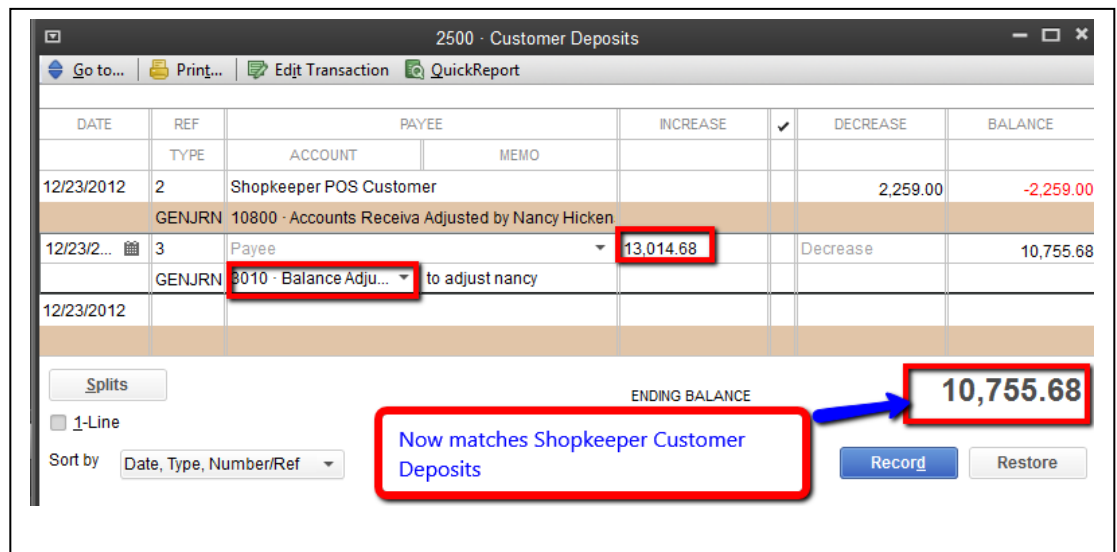 2500 · Customer Deposits
Go to... Print... Edit Transaction QuickReport
DATE REF PAYEE INCREASE ✓ DECREASE BALANCE
TYPE ACCOUNT MEMO
12/23/2012 2 Shopkeeper POS Customer 2,259.00 -2,259.00
GENJRN 10800 · Accounts Receiva Adjusted by Nancy Hicken
12/23/2... 3 Payee 13,014.68 Decrease 10,755.68
GENJRN 3010 · Balance Adju... to adjust nancy
12/23/2012
Splits
ENDING BALANCE 10,755.68
1-Line
Now matches Shopkeeper Customer
Deposits
Sort by Date, Type, Number/Ref Record Restore